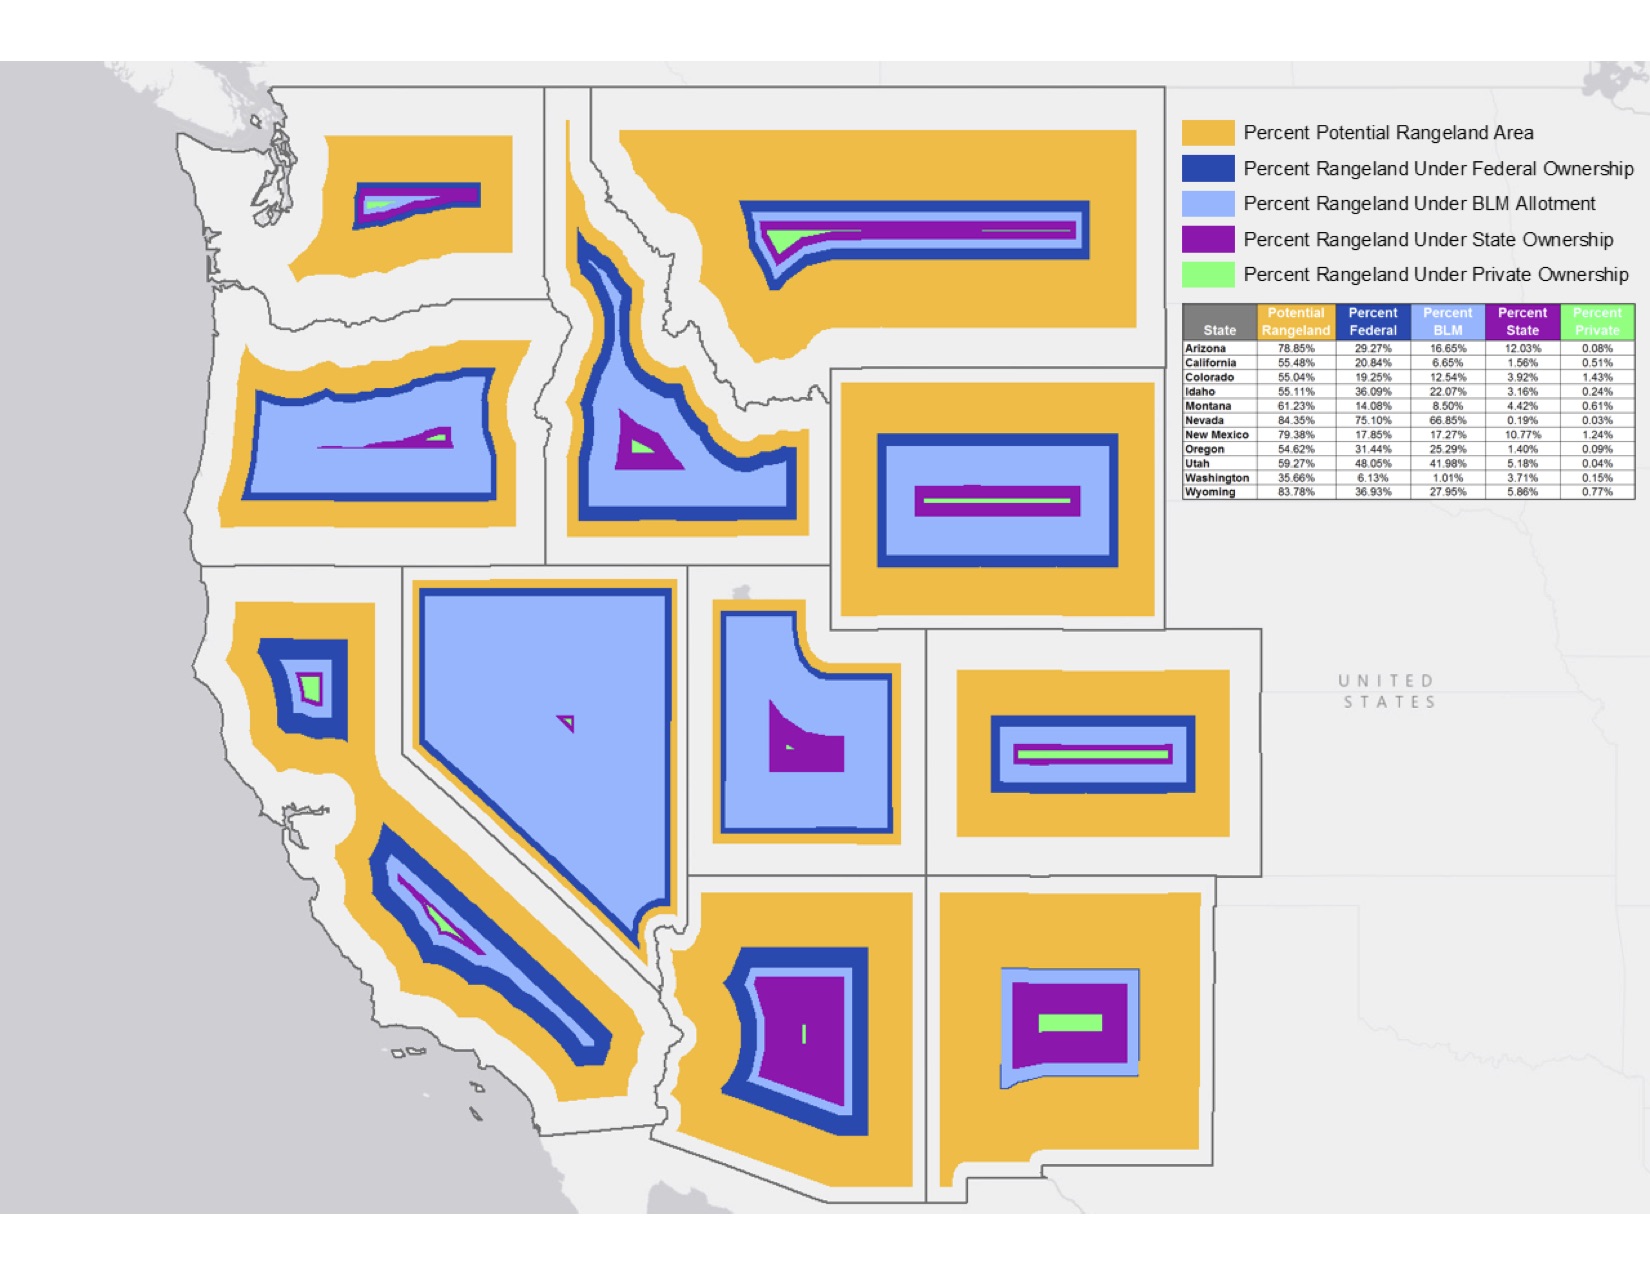 Percent Potential Rangeland Area
Percent Rangeland Under Federal Ownership
Percent Rangeland Under BLM Allotment
Percent Rangeland Under State Ownership
Percent Rangeland Under Private Ownership
State Potential Rangeland Percent Federal Percent BLM Percent State Percent Private
Arizona 78.85% 29.27% 16.65% 12.03% 0.08%
California 55.48% 20.84% 6.65% 1.56% 0.51%
Colorado 55.04% 19.25% 12.54% 3.92% 1.43%
Idaho 55.11% 36.09% 22.07% 3.16% 0.24%
Montana 61.23% 14.08% 8.50% 4.42% 0.61%
Nevada 84.35% 75.10% 66.85% 0.19% 0.03%
New Mexico 79.38% 17.85% 17.27% 10.77% 1.24%
Oregon 54.62% 31.44% 25.29% 1.40% 0.09%
Utah 59.27% 48.05% 41.98% 5.18% 0.04%
Washington 35.66% 6.13% 1.01% 3.71% 0.15%
Wyoming 83.78% 36.93% 27.95% 5.86% 0.77%
UNITED
STATES